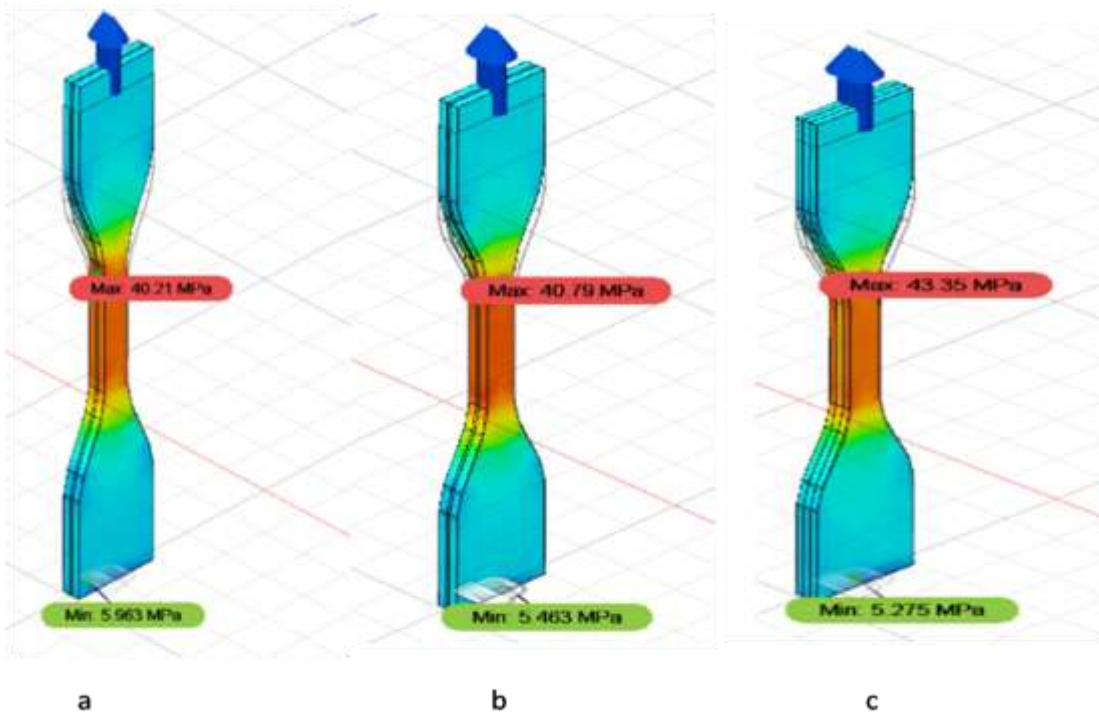 Max: 40.21 MPa
Max: 40.79 MPa
Max: 43.35 MPa
Min: 5.963 MPa
Min: 5.463 MPa
Min: 5.275 MPa
a
b
c